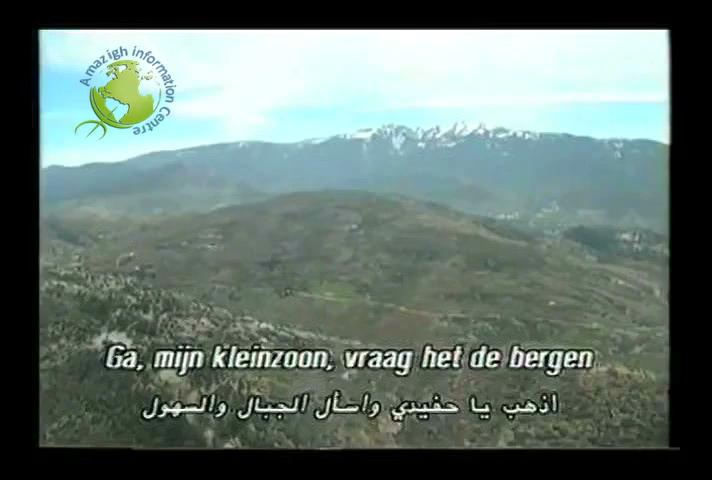 Amazigh information Centre
Ga, mijn kleinzoon, vraag het de bergen
اذهب يا حفيدي واسأل الجبال والسهول